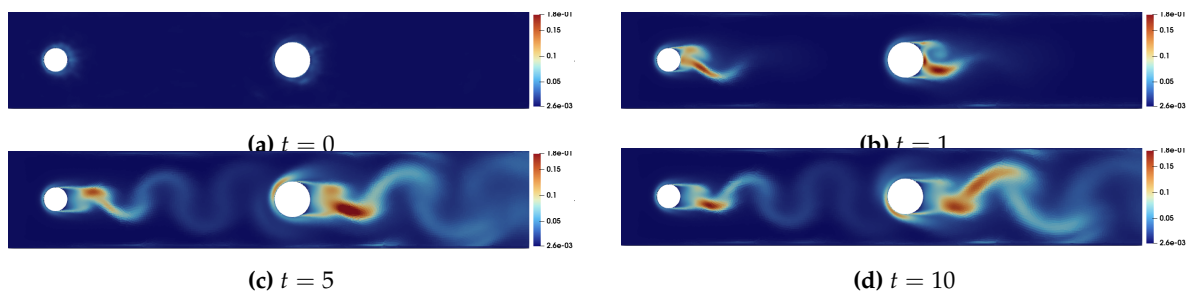 1.8e-01
0.15
0.1
0.05
2.6e-03
1.8e-01
0.15
0.1
0.05
2.6e-03
(a) t = 0
(b) t = 1
1.8e-01
0.15
0.1
0.05
2.6e-03
1.8e-01
0.15
0.1
0.05
2.6e-03
(c) t = 5
(d) t = 10